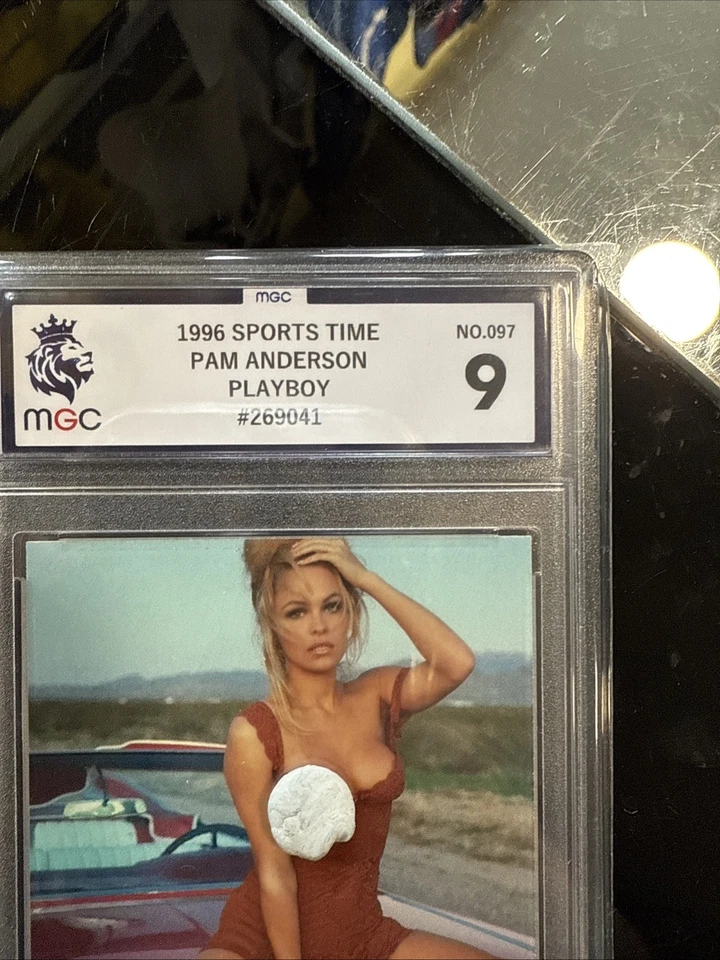 MGC
1996 SPORTS TIME
PAM ANDERSON
PLAYBOY
#269041
NO.097
9
MGC